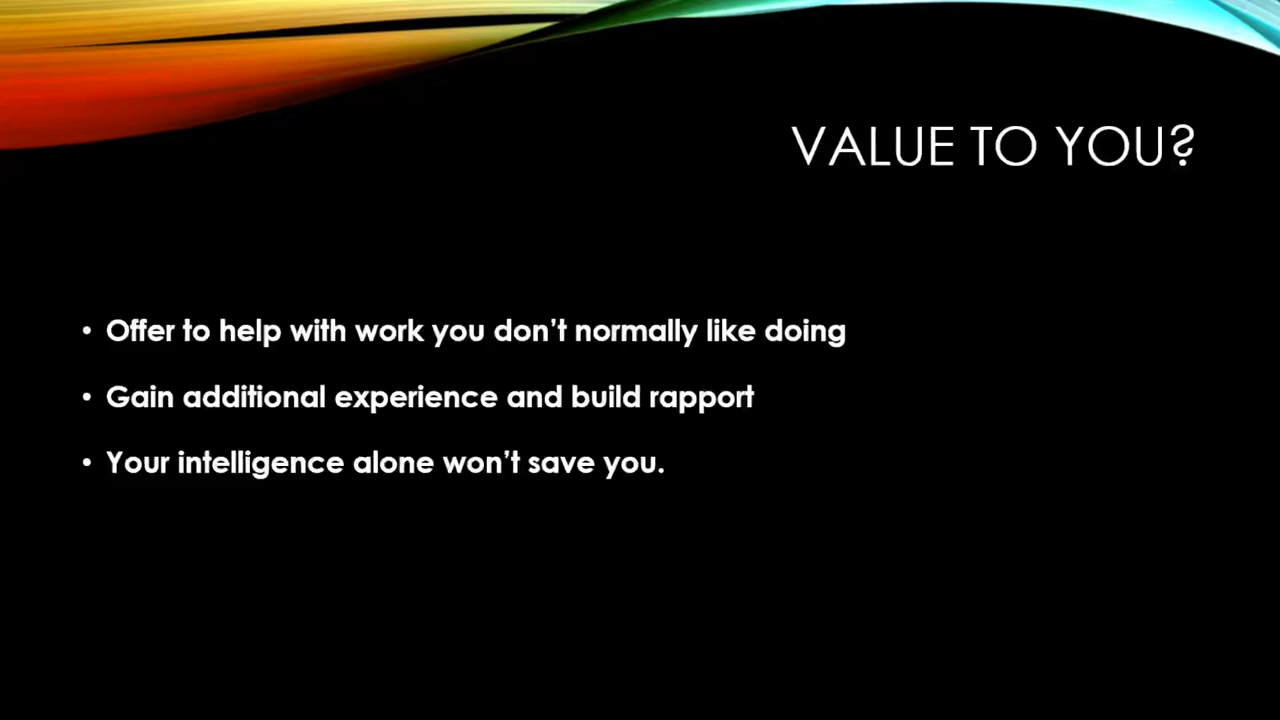 VALUE TO YOU?
• Offer to help with work you don’t normally like doing
• Gain additional experience and build rapport
• Your intelligence alone won’t save you.